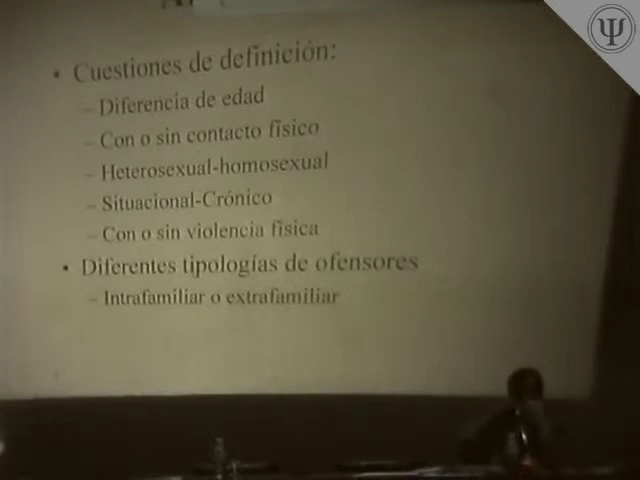 • Cuestiones de definición:
– Diferencia de edad
– Con o sin contacto físico
– Heterosexual-homosexual
– Situacional-Crónico
– Con o sin violencia física
• Diferentes tipologías de ofensores
– Intrafamiliar o extrafamiliar
Ψ